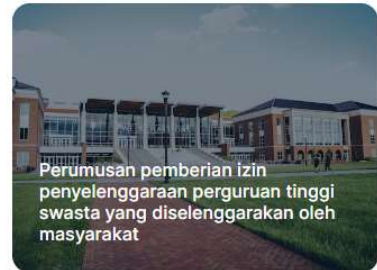 Perumusan pemberian izin
penyelenggaraan perguruan tinggi
swasta yang diselenggarakan oleh
masyarakat